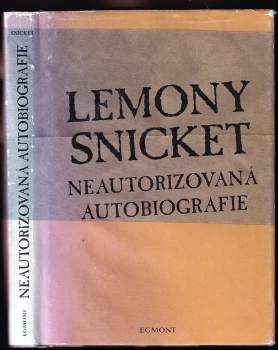 SNICKET
NEAUTORIZOVANÁ AUTOBIOGRAFIE
EGMONT
LEMONY
SNICKET
NEAUTORIZOVANÁ
AUTOBIOGRAFIE
EGMONT